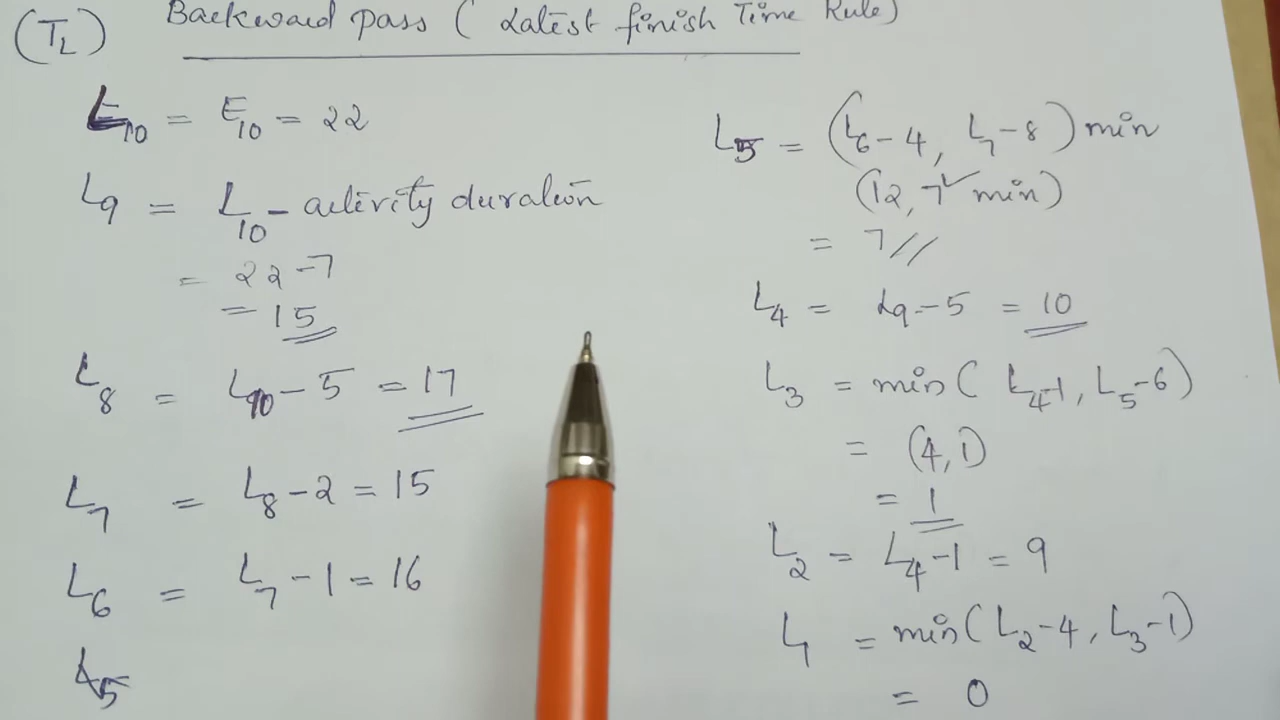 (TL) Backward pass ( Latest finish Time Rule)
L10 = E10 = 22
L9 = L10 - activity duration
= 22 - 7
= 15
L8 = L10 - 5 = 17
L7 = L8 - 2 = 15
L6 = L7 - 1 = 16
L5
L5 = (L6 - 4, L7 - 8) min
(12, 7✓ min)
= 7//
L4 = L9 - 5 = 10
L3 = min( L4-1, L5-6)
= (4, 1)
= 1
L2 = L4 - 1 = 9
L1 = min( L2-4, L3-1)
= 0